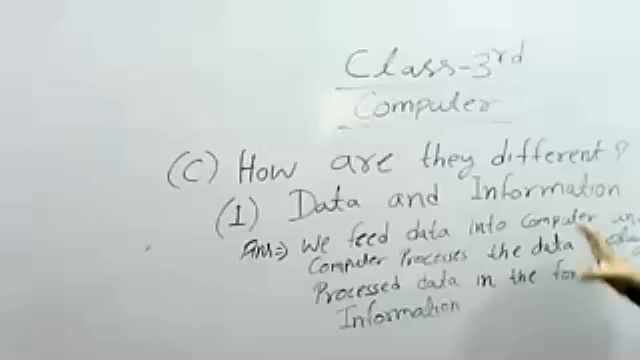 Class-3rd
Computer
(C) How are they different?
(1) Data and Information
Ans⇒ We feed data into computer
Computer Processes the data
Processed data in the
Information